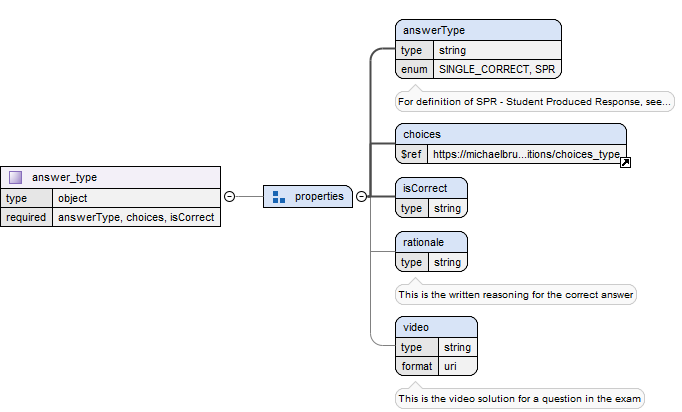 answer_type
type object
required answerType, choices, isCorrect
properties
answerType
type string
enum SINGLE_CORRECT, SPR
For definition of SPR - Student Produced Response, see...
choices
$ref https://michaelbru...itions/choices_type
isCorrect
type string
rationale
type string
This is the written reasoning for the correct answer
video
type string
format uri
This is the video solution for a question in the exam